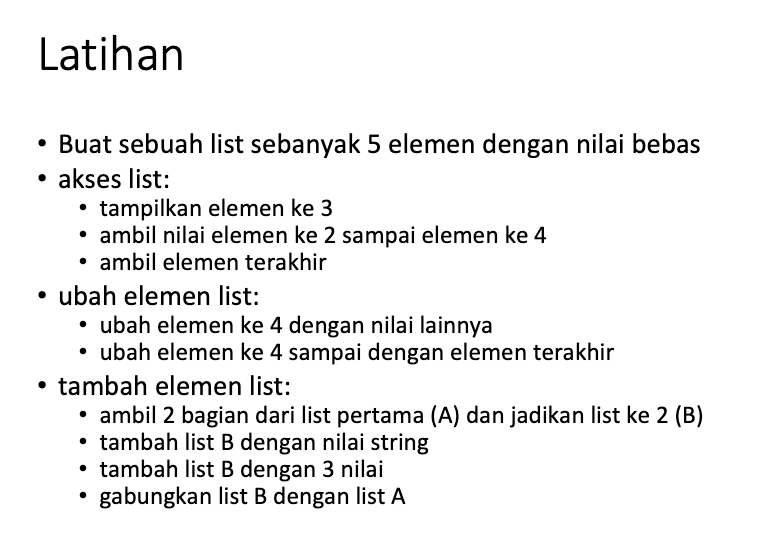 Latihan
• Buat sebuah list sebanyak 5 elemen dengan nilai bebas
• akses list:
• tampilkan elemen ke 3
• ambil nilai elemen ke 2 sampai elemen ke 4
• ambil elemen terakhir
• ubah elemen list:
• ubah elemen ke 4 dengan nilai lainnya
• ubah elemen ke 4 sampai dengan elemen terakhir
• tambah elemen list:
• ambil 2 bagian dari list pertama (A) dan jadikan list ke 2 (B)
• tambah list B dengan nilai string
• tambah list B dengan 3 nilai
• gabungkan list B dengan list A